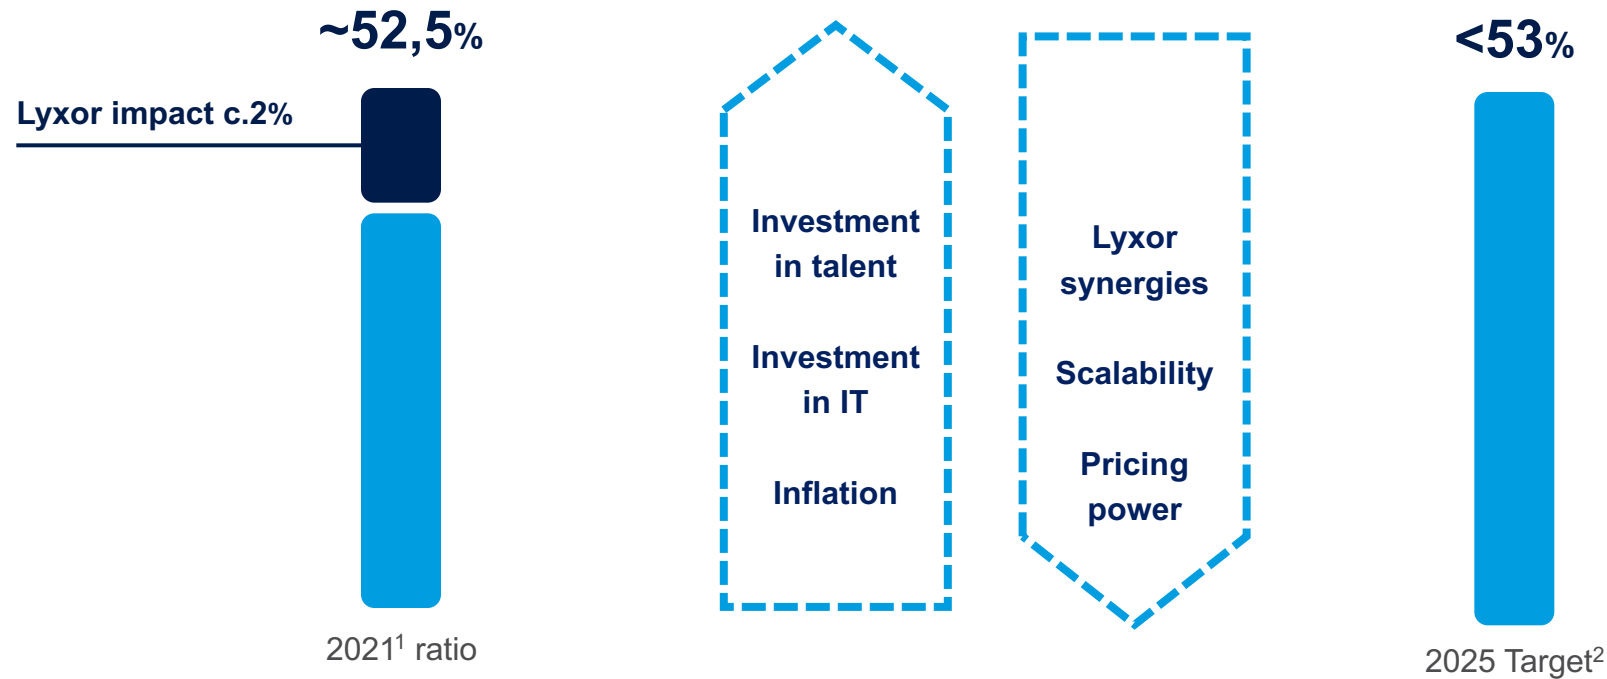 ~52,5%
Lyxor impact c.2%
2021¹ ratio
Investment
in talent
Investment
in IT
Inflation
Lyxor
synergies
Scalability
Pricing
power
<53%
2025 Target²